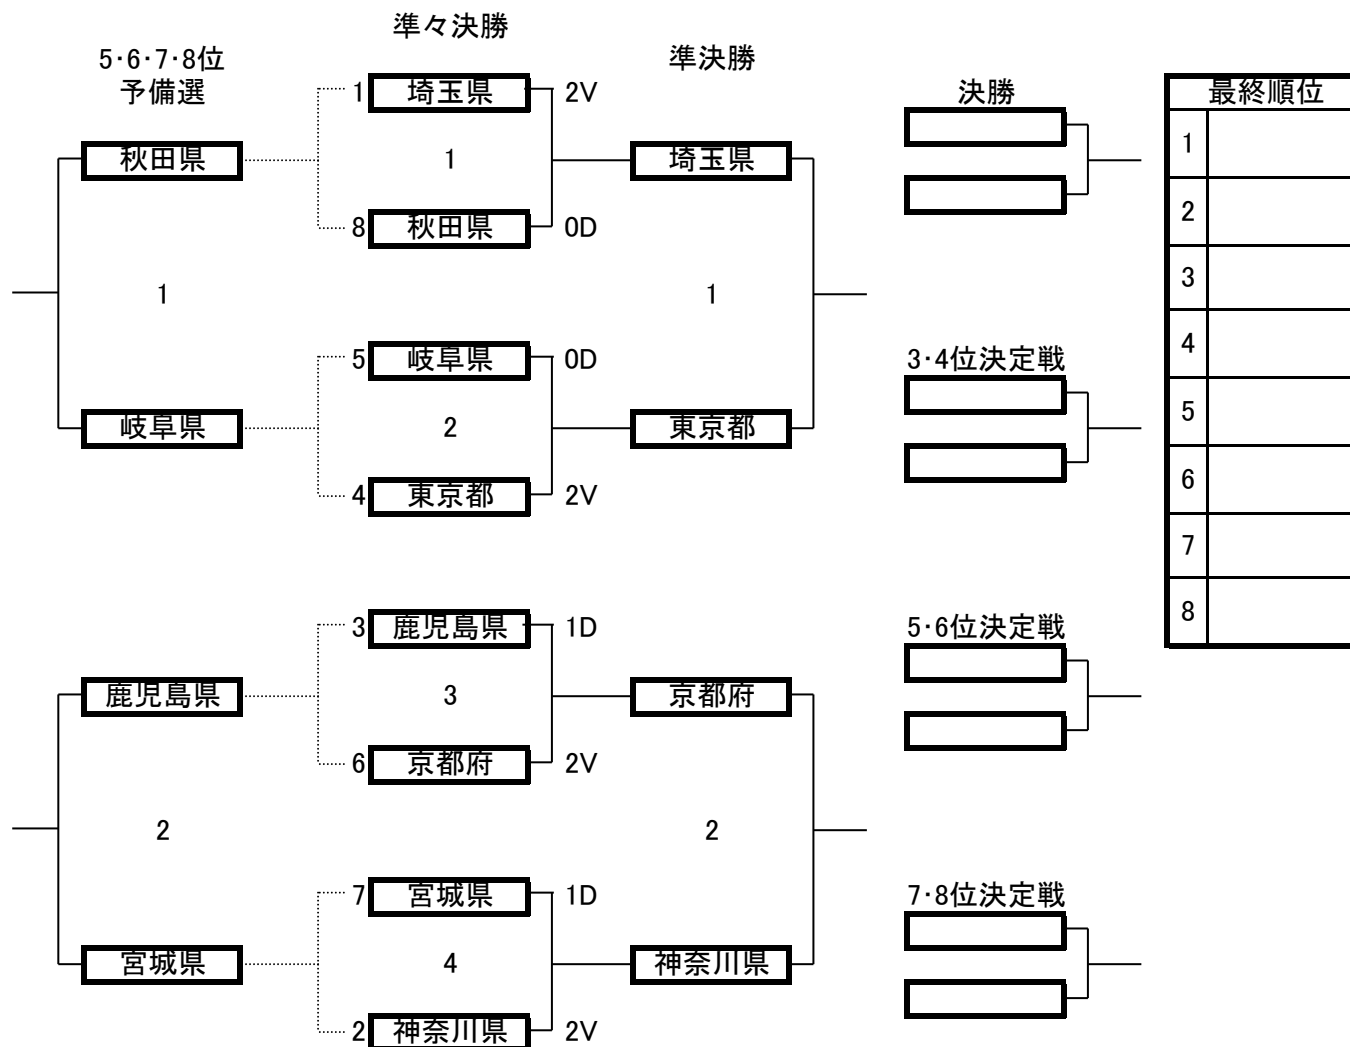 準々決勝
5･6･7･8位
予備選
準決勝
決勝
最終順位
1 埼玉県 2V
秋田県
1
埼玉県
8 秋田県 0D
1
1
5 岐阜県 0D
岐阜県
2
東京都
4 東京都 2V
3･4位決定戦
3 鹿児島県 1D
鹿児島県
3
京都府
6 京都府 2V
5･6位決定戦
2
2
7 宮城県 1D
宮城県
4
神奈川県
2 神奈川県 2V
7･8位決定戦
1
2
3
4
5
6
7
8